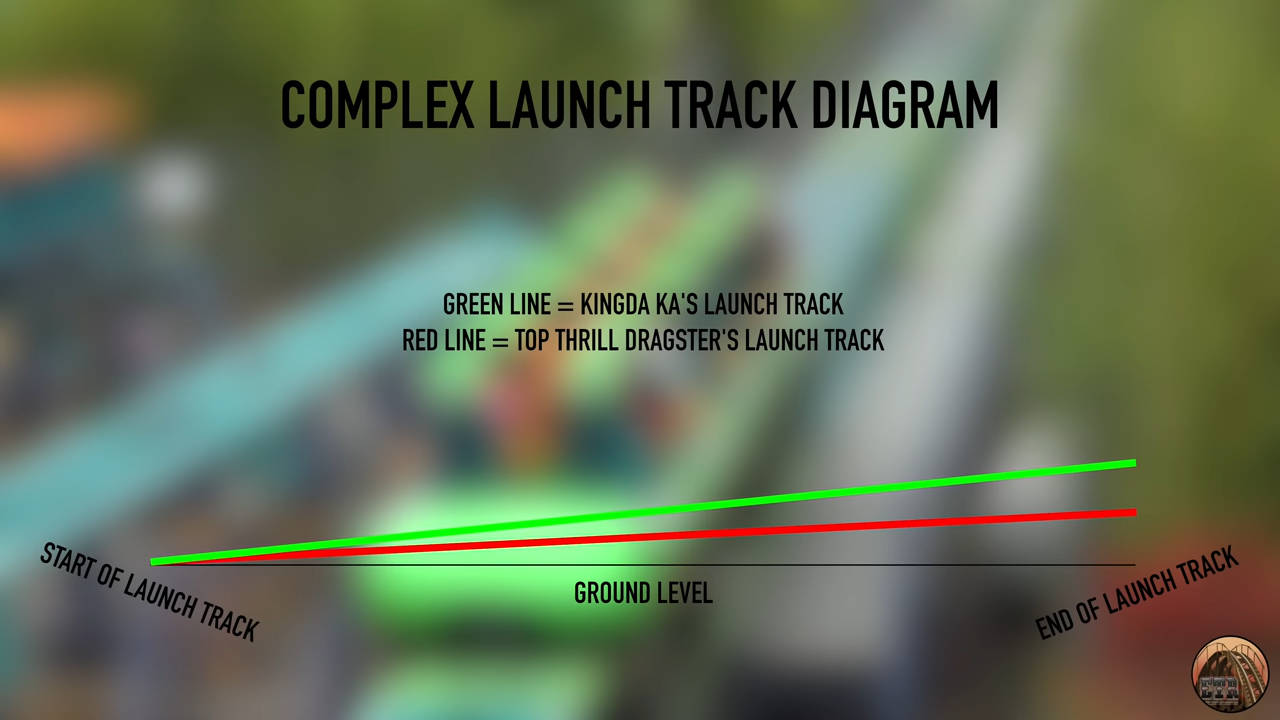 COMPLEX LAUNCH TRACK DIAGRAM
GREEN LINE = KINGDA KA'S LAUNCH TRACK
RED LINE = TOP THRILL DRAGSTER'S LAUNCH TRACK
START OF LAUNCH TRACK
GROUND LEVEL
END OF LAUNCH TRACK
ETR